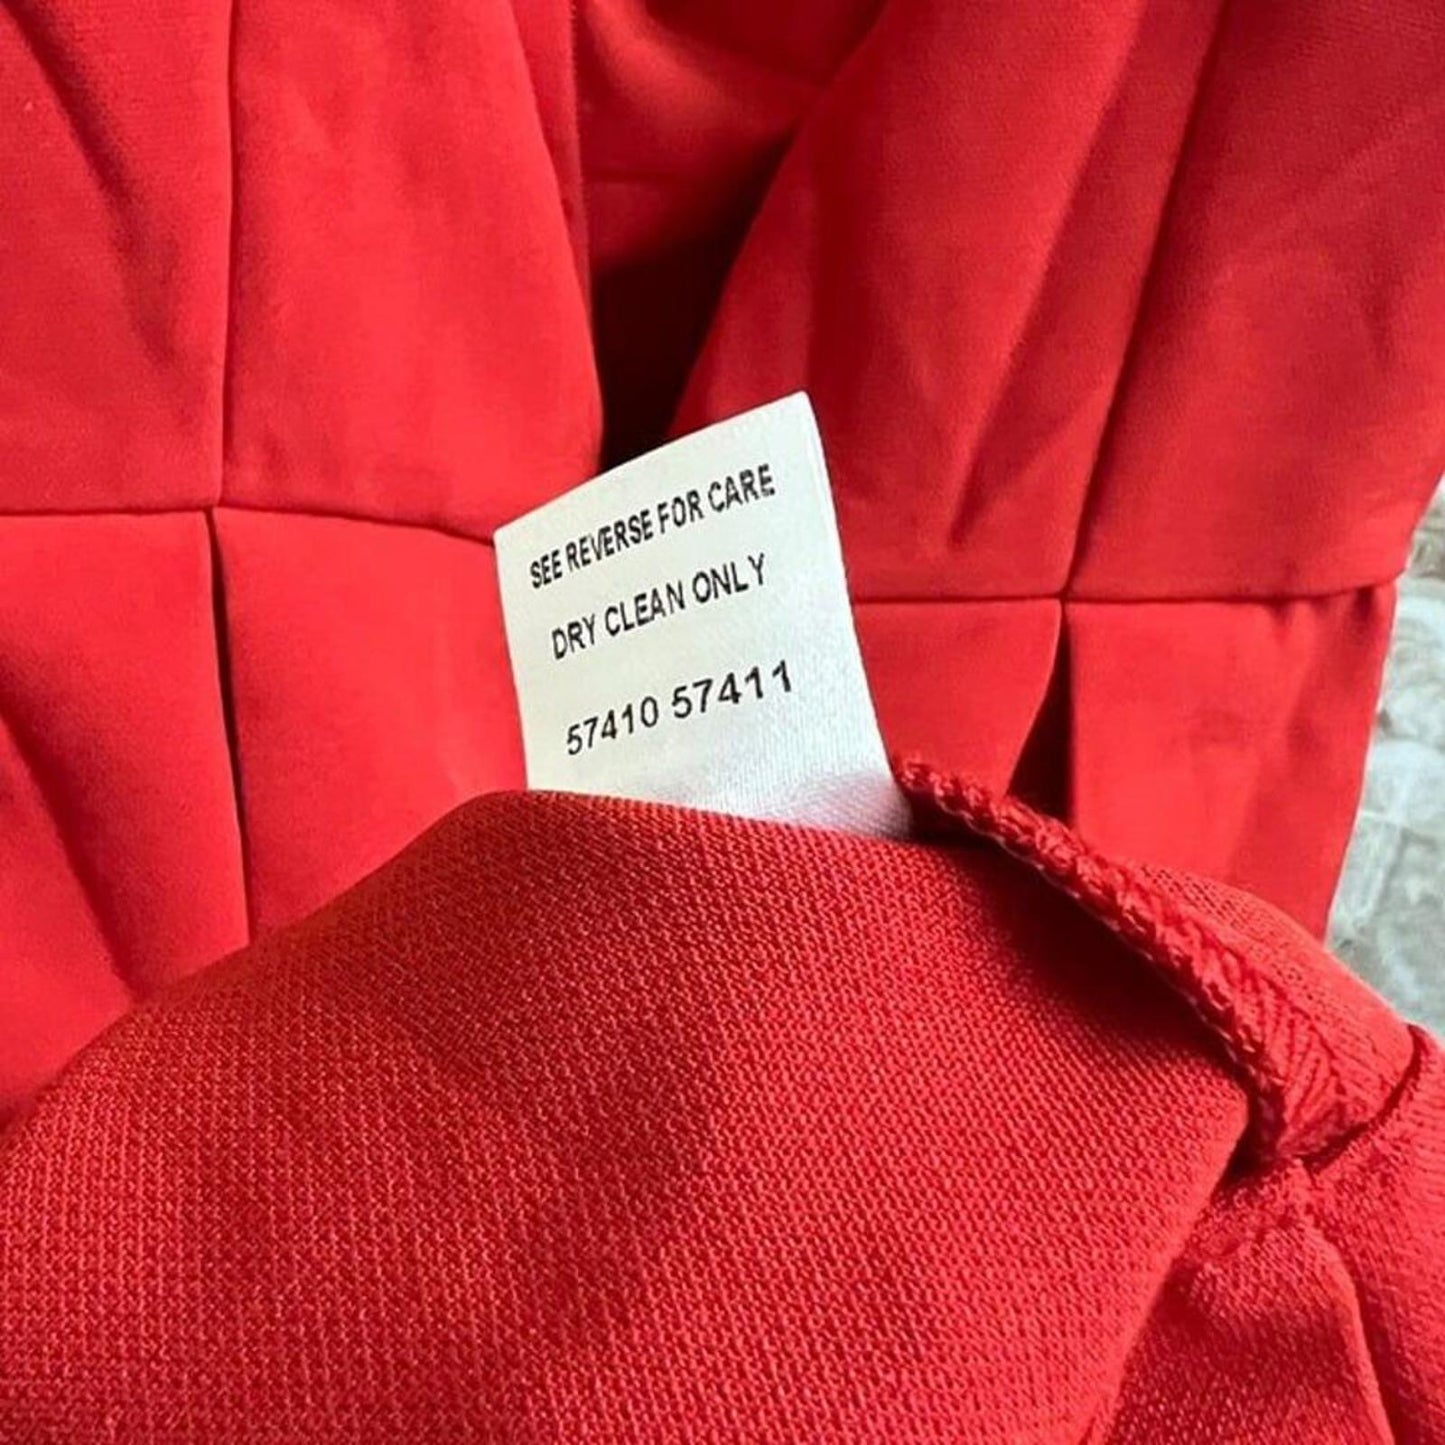 SEE REVERSE FOR CARE
DRY CLEAN ONLY
57410 57411